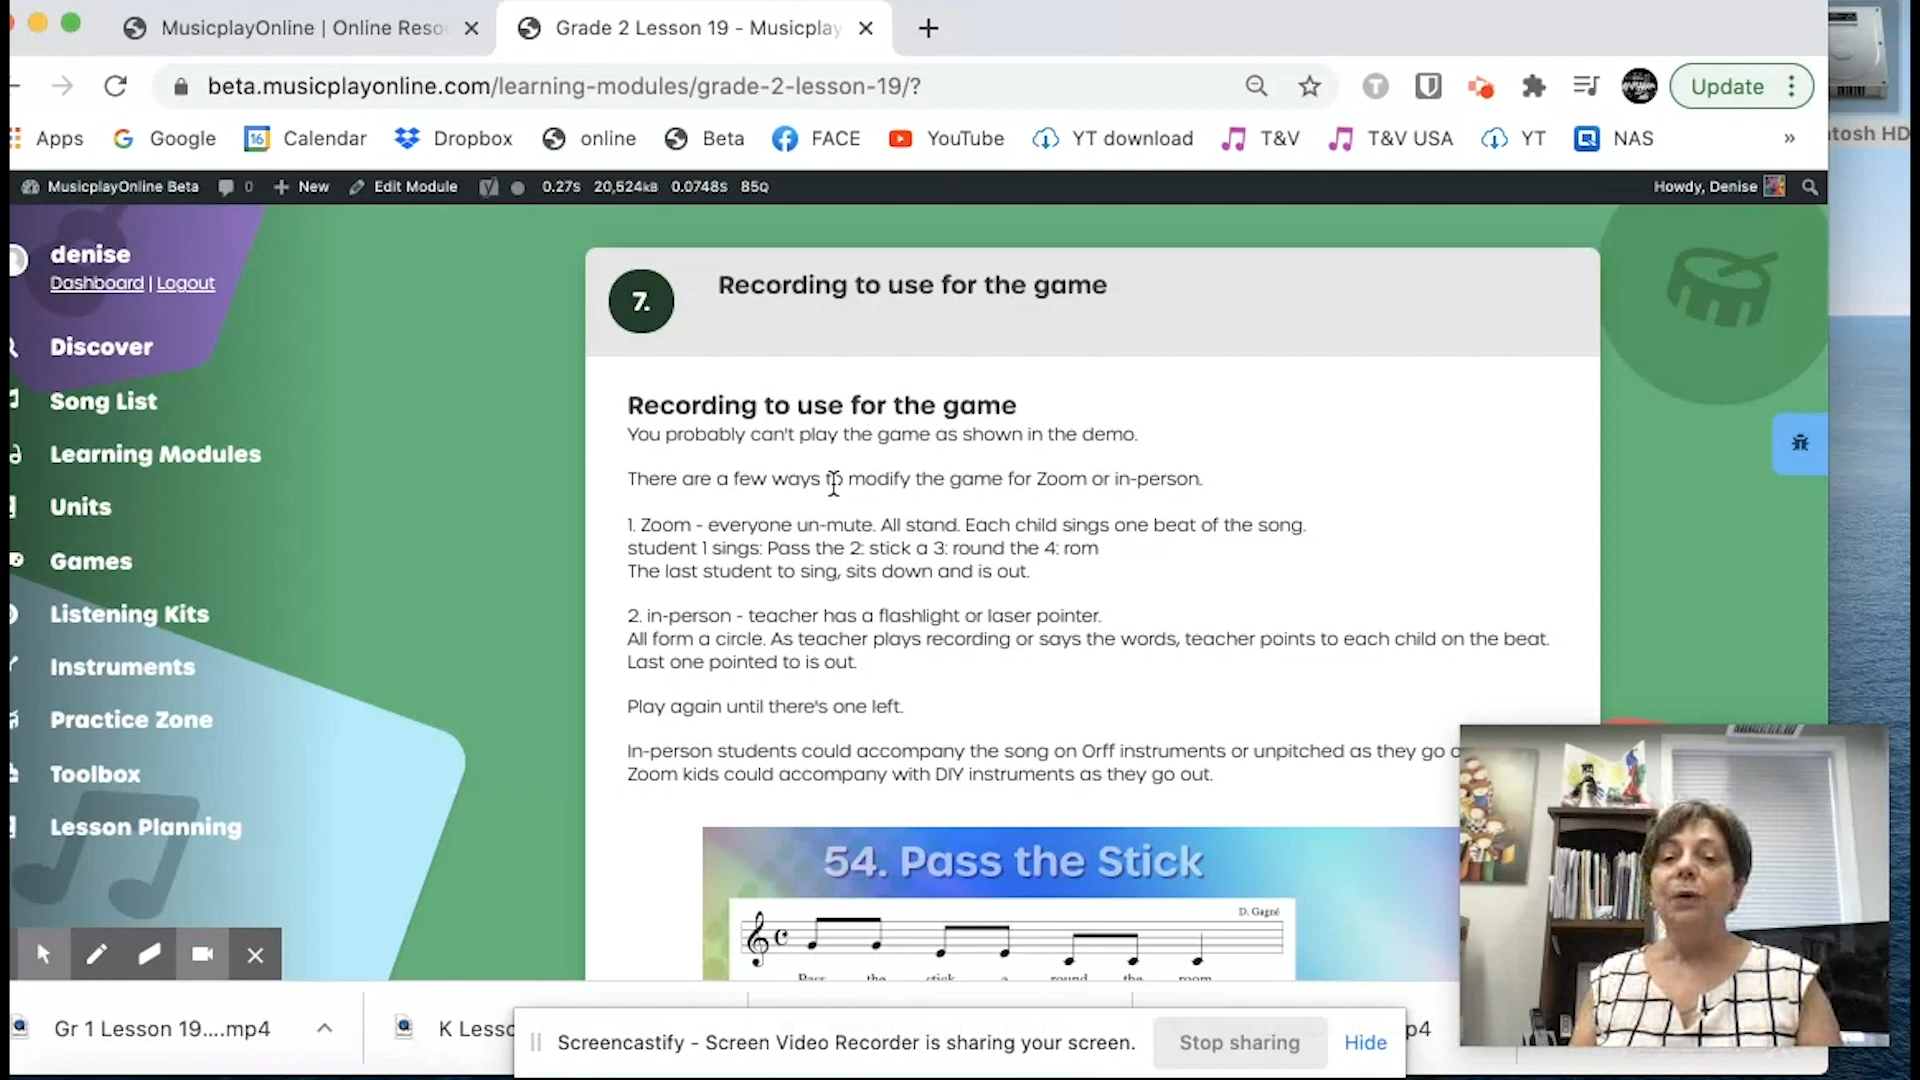 MusicplayOnline | Online Reso
Grade 2 Lesson 19 - Musicplay
beta.musicplayonline.com/learning-modules/grade-2-lesson-19/?
Update
Apps
Google
16
Calendar
Dropbox
online
Beta
FACE
YouTube
YT download
T&V
T&V USA
YT
NAS
»
ntosh HD
MusicplayOnline Beta
0
New
Edit Module
0.27s 20,524kB 0.0748s 85Q
Howdy, Denise
denise
Dashboard | Logout
Discover
Song List
Learning Modules
Units
Games
Listening Kits
Instruments
Practice Zone
Toolbox
Lesson Planning
7.
Recording to use for the game
Recording to use for the game
You probably can't play the game as shown in the demo.
There are a few ways to modify the game for Zoom or in-person.
1. Zoom - everyone un-mute. All stand. Each child sings one beat of the song.
student 1 sings: Pass the 2: stick a 3: round the 4: rom
The last student to sing, sits down and is out.
2. in-person - teacher has a flashlight or laser pointer.
All form a circle. As teacher plays recording or says the words, teacher points to each child on the beat.
Last one pointed to is out.
Play again until there's one left.
In-person students could accompany the song on Orff instruments or unpitched as they go o
Zoom kids could accompany with DIY instruments as they go out.
54. Pass the Stick
D. Gagné
Pass the stick a round the room
Gr 1 Lesson 19....mp4
K Lesso
p4
Screencastify - Screen Video Recorder is sharing your screen.
Stop sharing
Hide